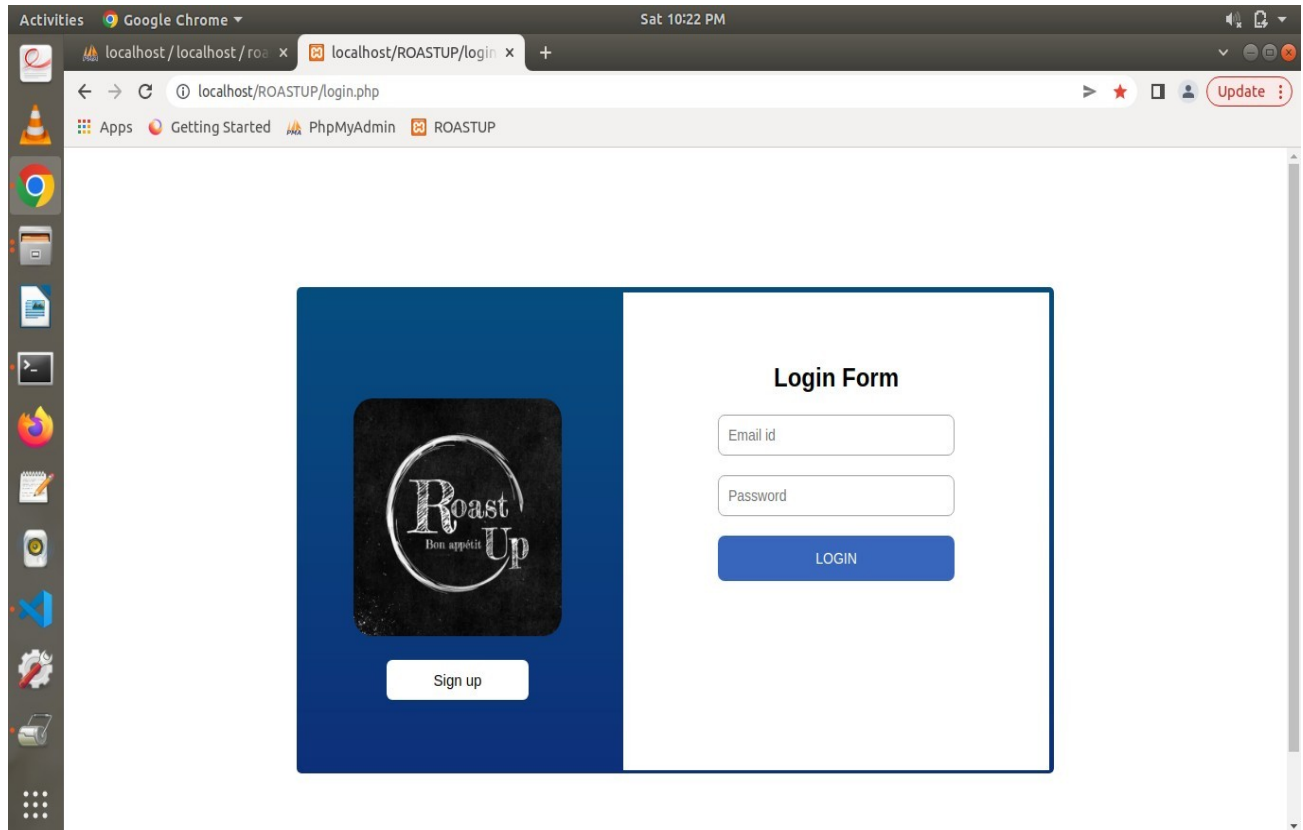 Activities Google Chrome Sat 10:22 PM
localhost / localhost / roa localhost/ROASTUP/login
localhost/ROASTUP/login.php Update
Apps Getting Started PhpMyAdmin ROASTUP
Login Form
Email id
Password
LOGIN
Roast
Bon appétit Up
Sign up